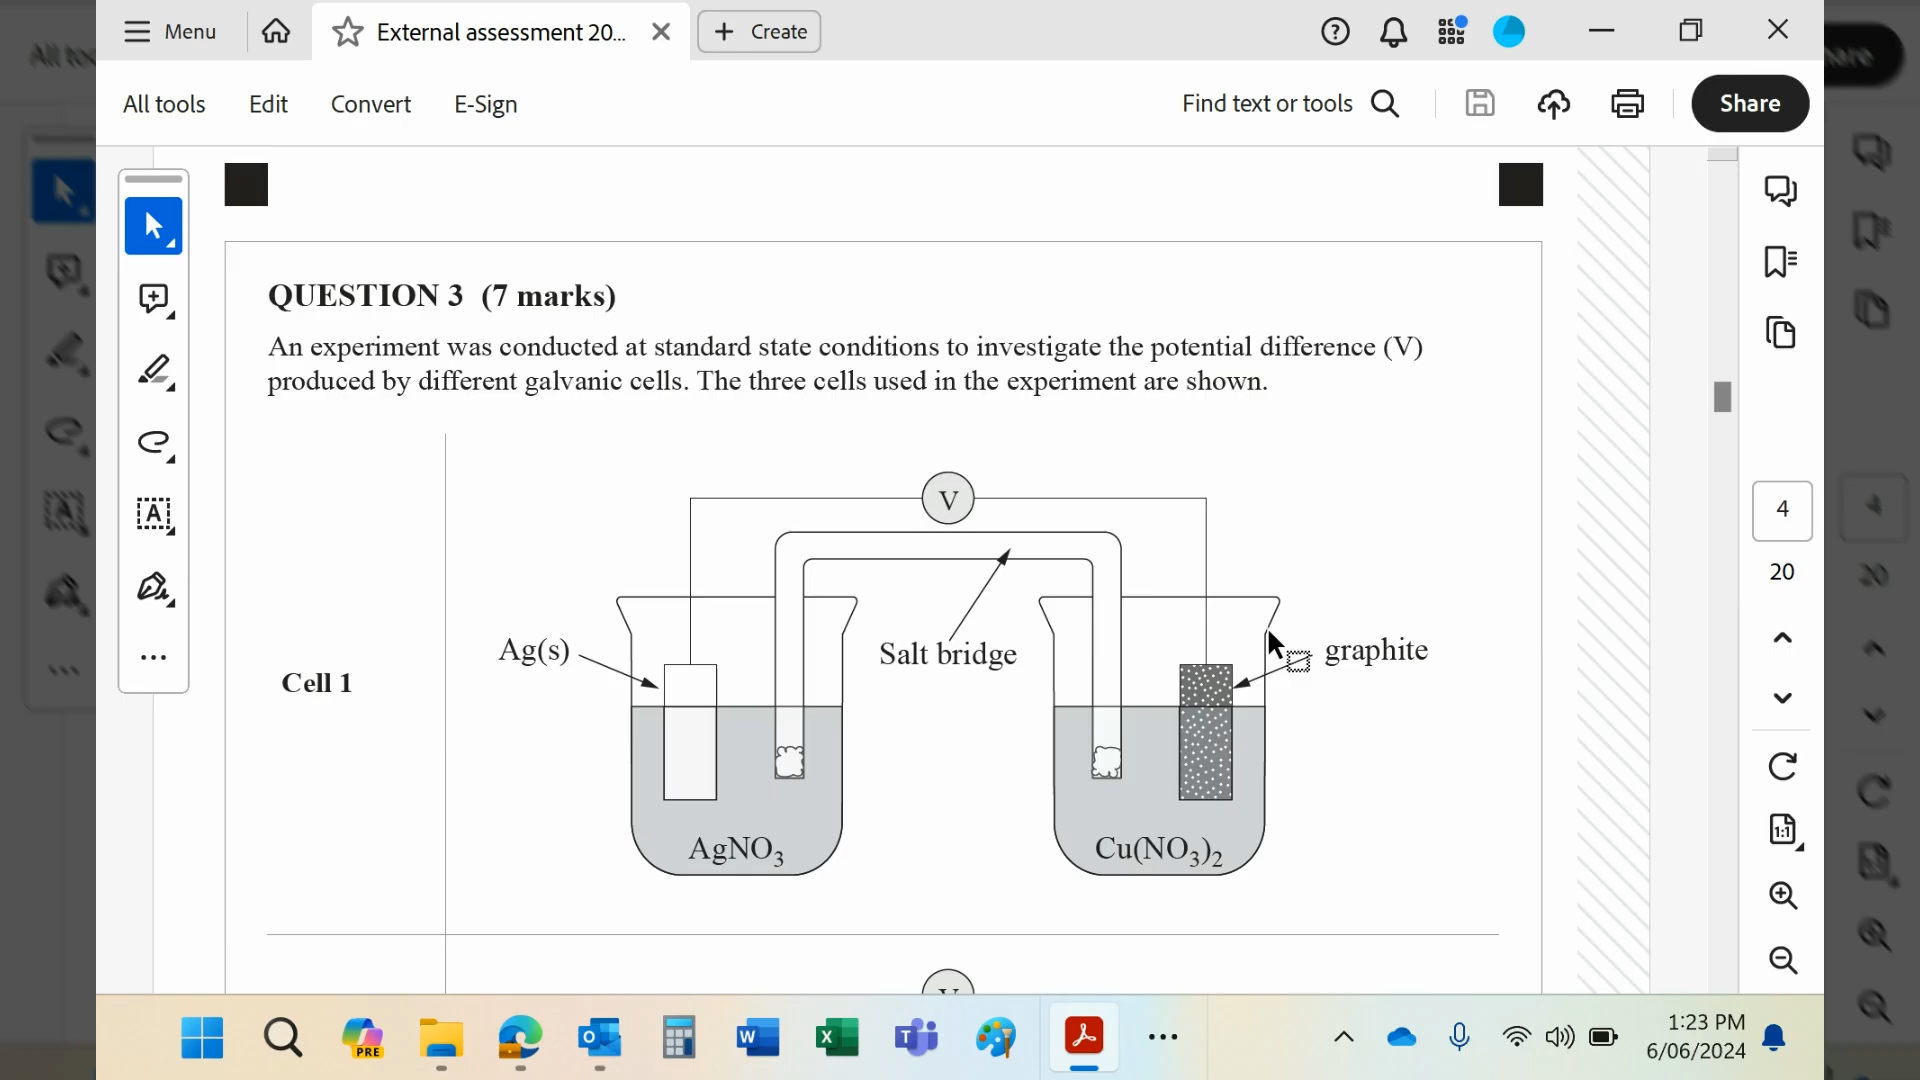 Menu
External assessment 20...
Create
All tools
Edit
Convert
E-Sign
Find text or tools
Share
QUESTION 3 (7 marks)
An experiment was conducted at standard state conditions to investigate the potential difference (V)
produced by different galvanic cells. The three cells used in the experiment are shown.
V
Ag(s)
Salt bridge
graphite
Cell 1
AgNO₃
Cu(NO₃)₂
4
20
1:1
PRE
1:23 PM
6/06/2024